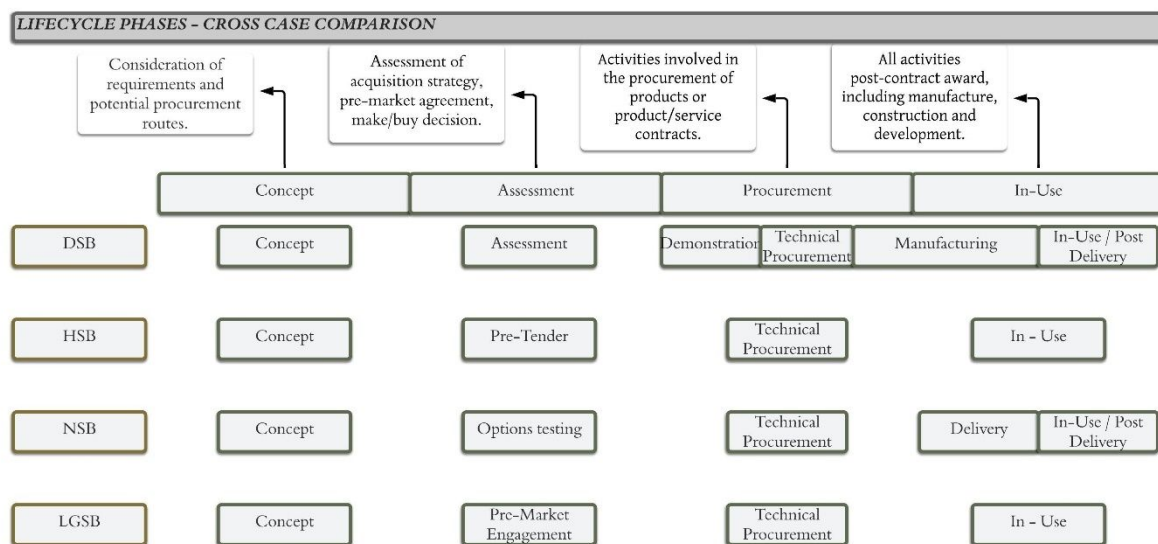 LIFECYCLE PHASES – CROSS CASE COMPARISON
Consideration of
requirements and
potential procurement
routes.
Assessment of
acquisition strategy,
pre-market agreement,
make/buy decision.
Activities involved in
the procurement of
products or
product/service
contracts.
All activities
post-contract award,
including manufacture,
construction and
development.
Concept
Assessment
Procurement
In-Use
DSB
Concept
Assessment
Demonstration
Technical
Procurement
Manufacturing
In-Use / Post
Delivery
HSB
Concept
Pre-Tender
Technical
Procurement
In - Use
NSB
Concept
Options testing
Technical
Procurement
Delivery
In-Use / Post
Delivery
LGSB
Concept
Pre-Market
Engagement
Technical
Procurement
In - Use